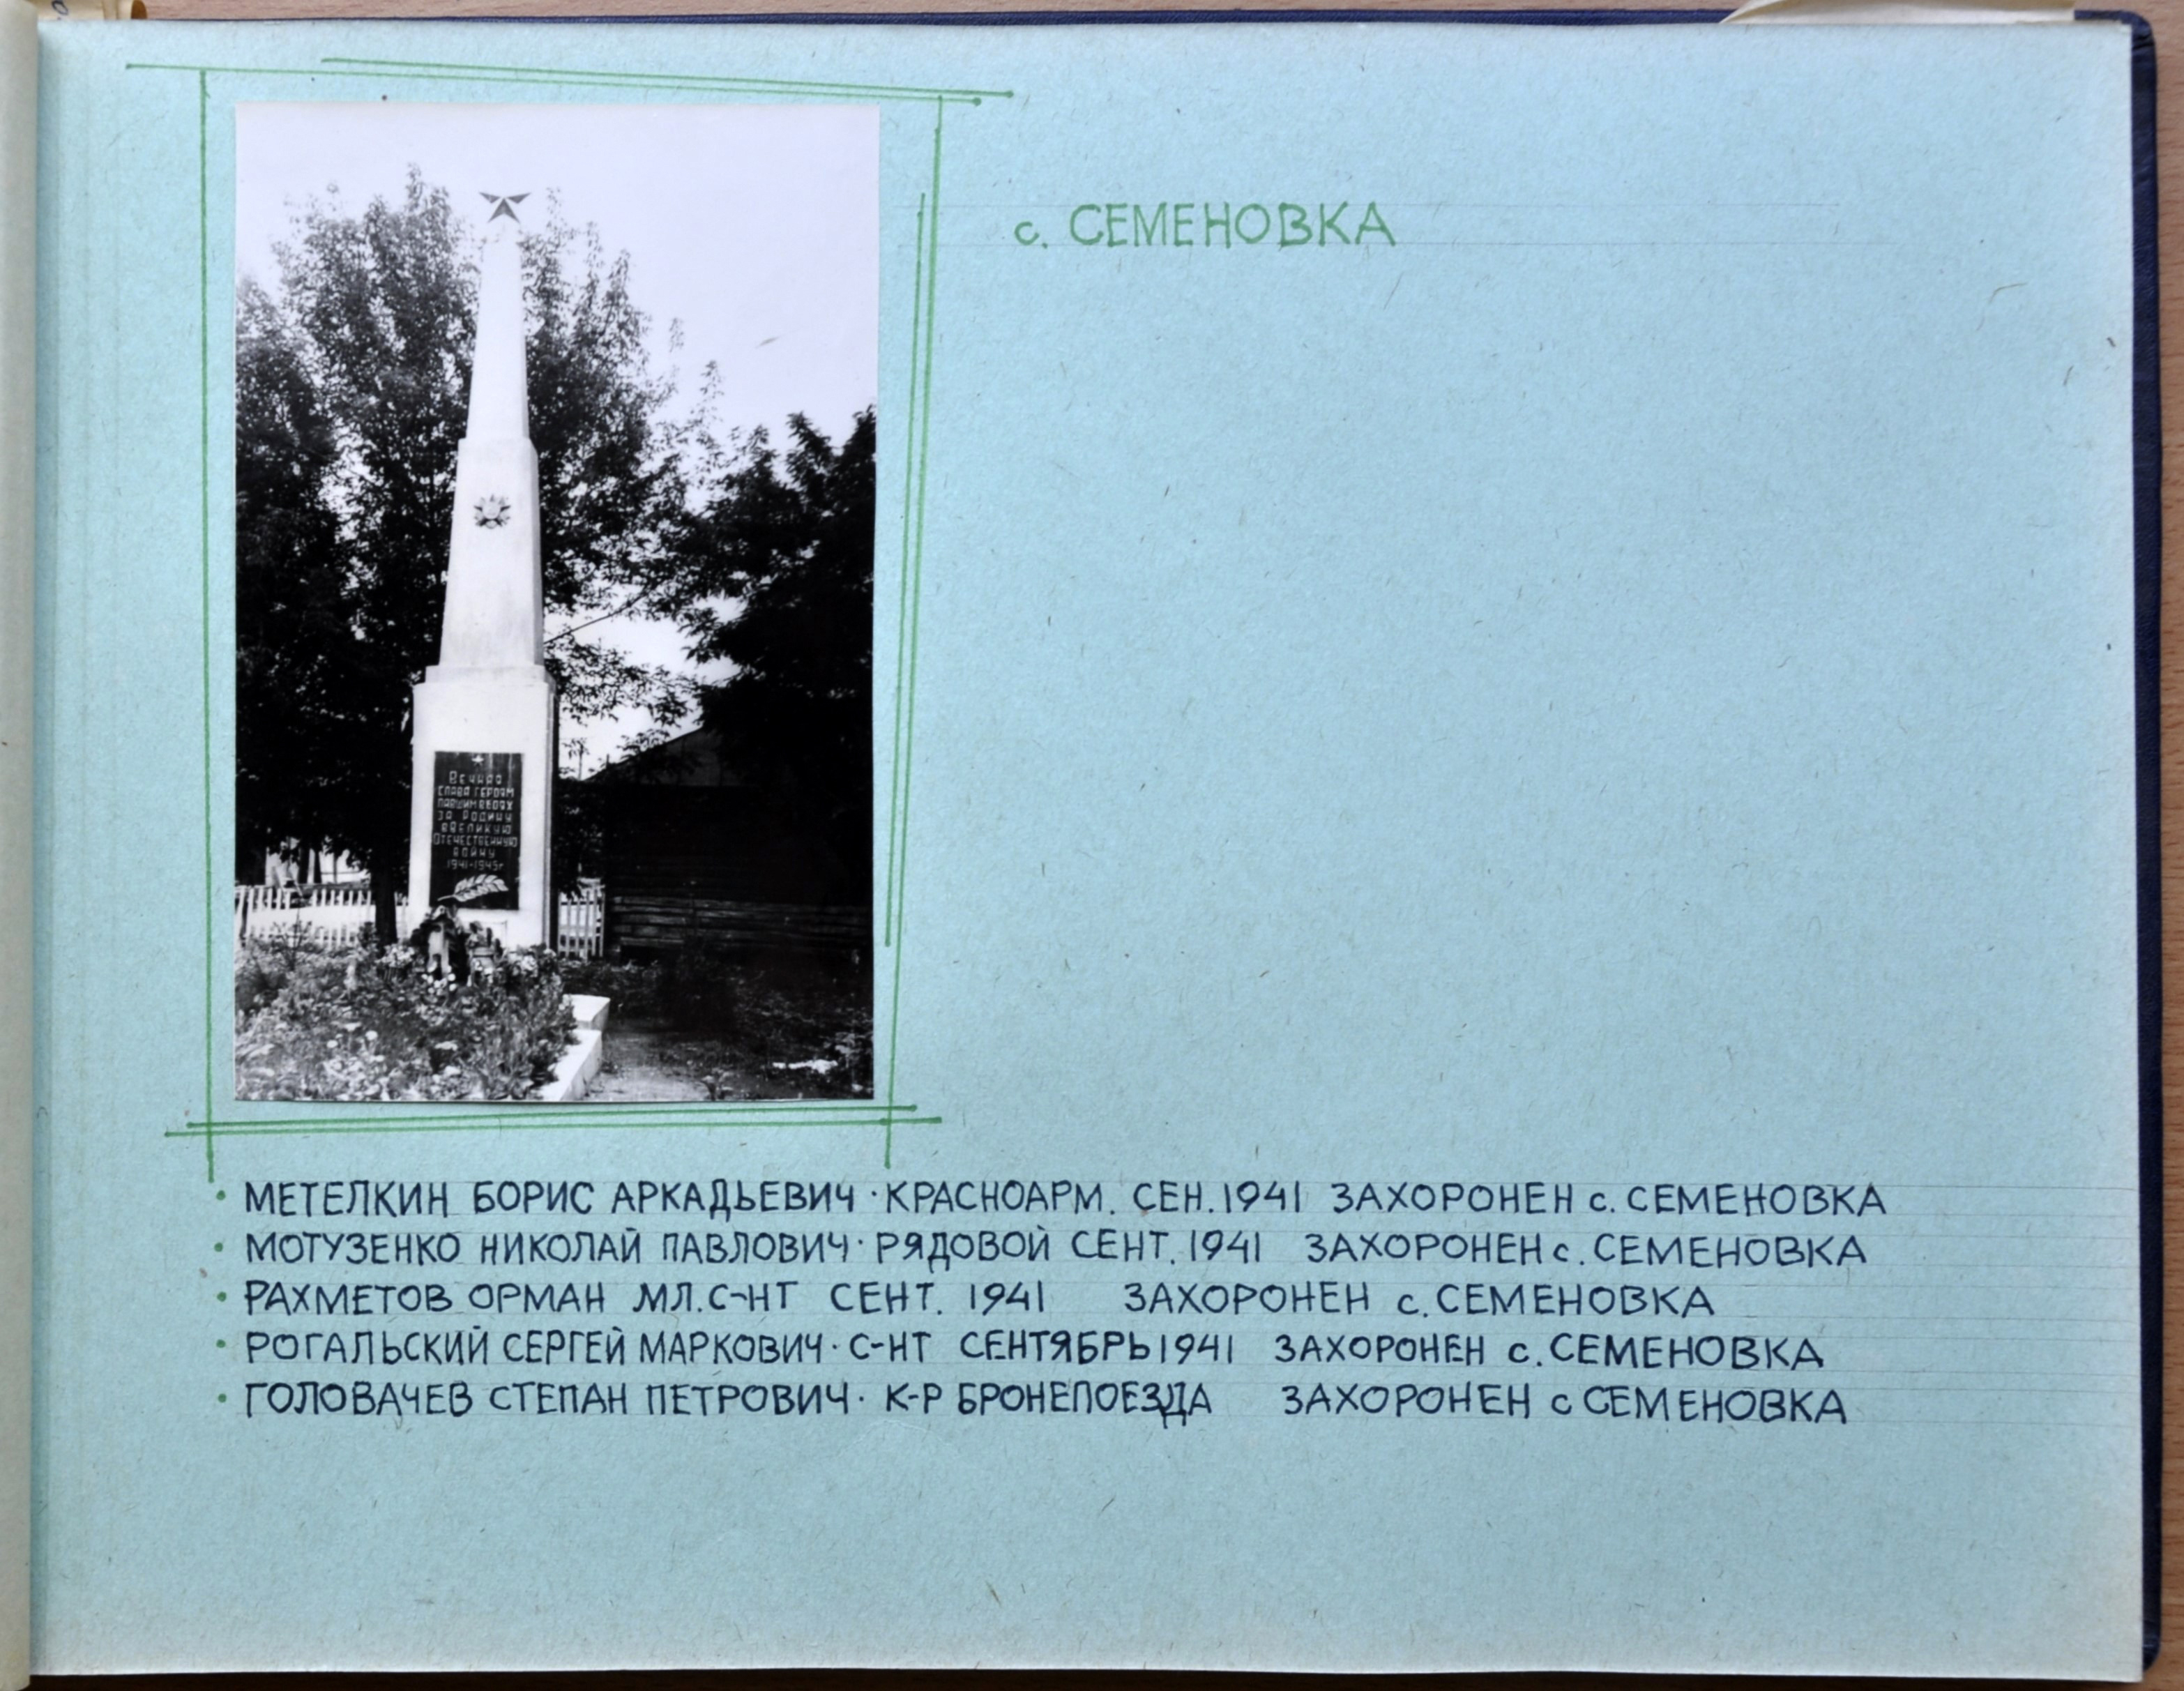 с. СЕМЕНОВКА
Вечная
слава героям
павшим в боях
за Родину
в Великую
Отечественную
войну
1941-1945г
• МЕТЕЛКИН БОРИС АРКАДЬЕВИЧ · КРАСНОАРМ. СЕН. 1941 ЗАХОРОНЕН с. СЕМЕНОВКА
• МОТУЗЕНКО НИКОЛАЙ ПАВЛОВИЧ · РЯДОВОЙ СЕНТ. 1941 ЗАХОРОНЕН с. СЕМЕНОВКА
• РАХМЕТОВ ОРМАН МЛ. С-НТ СЕНТ. 1941 ЗАХОРОНЕН с. СЕМЕНОВКА
• РОГАЛЬСКИЙ СЕРГЕЙ МАРКОВИЧ · С-НТ СЕНТЯБРЬ 1941 ЗАХОРОНЕН с. СЕМЕНОВКА
• ГОЛОВАЧЕВ СТЕПАН ПЕТРОВИЧ · К-Р БРОНЕПОЕЗДА ЗАХОРОНЕН с СЕМЕНОВКА